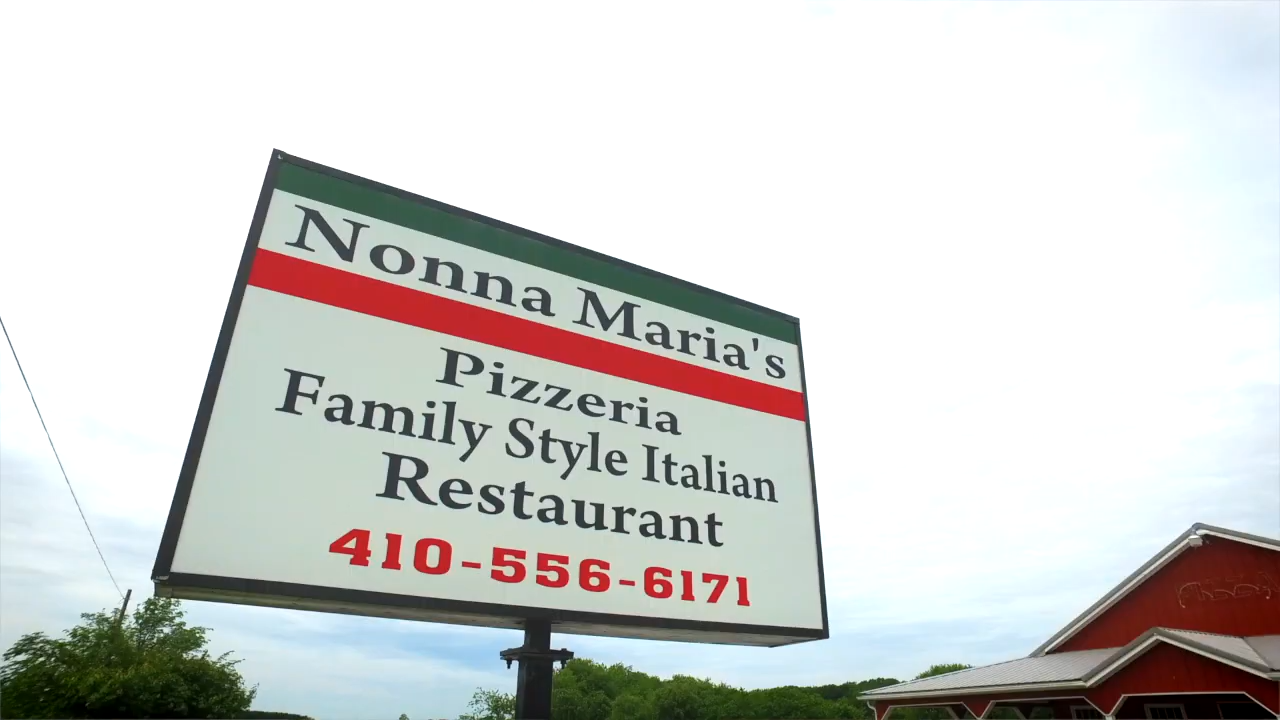 Nonna Maria's
Pizzeria
Family Style Italian
Restaurant
410-556-6171